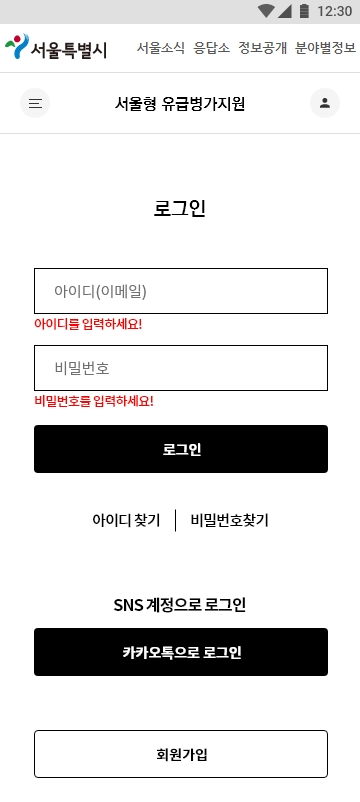 12:30
서울특별시
서울소식 응답소 정보공개 분야별정보
서울형 유급병가지원
로그인
아이디(이메일)
아이디를 입력하세요!
비밀번호
비밀번호를 입력하세요!
로그인
아이디 찾기 비밀번호찾기
SNS 계정으로 로그인
카카오톡으로 로그인
회원가입